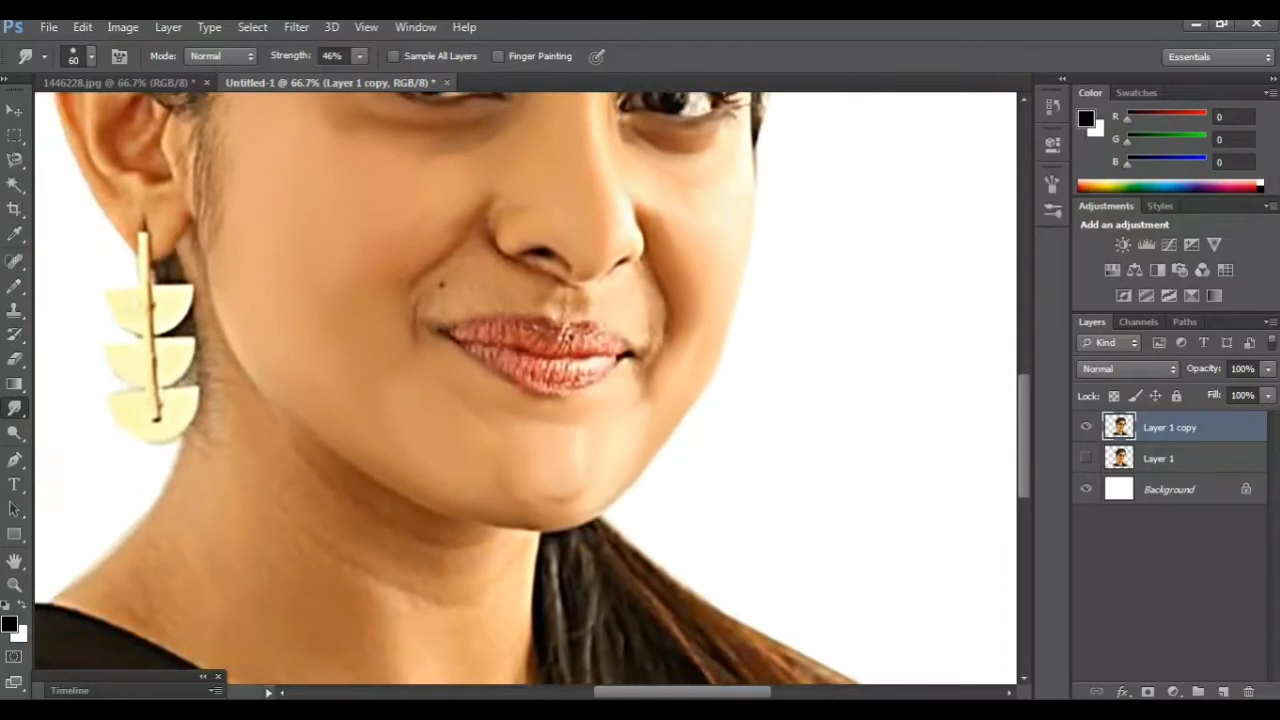 Ps File Edit Image Layer Type Select Filter 3D View Window Help
60 Mode: Normal Strength: 46% Sample All Layers Finger Painting Essentials
1446228.jpg @ 66.7% (RGB/8) * × Untitled-1 @ 66.7% (Layer 1 copy, RGB/8) * ×
Color Swatches
R 0
G 0
B 0
Adjustments Styles
Add an adjustment
Layers Channels Paths
Kind
Normal Opacity: 100%
Lock: Fill: 100%
Layer 1 copy
Layer 1
Background
Timeline